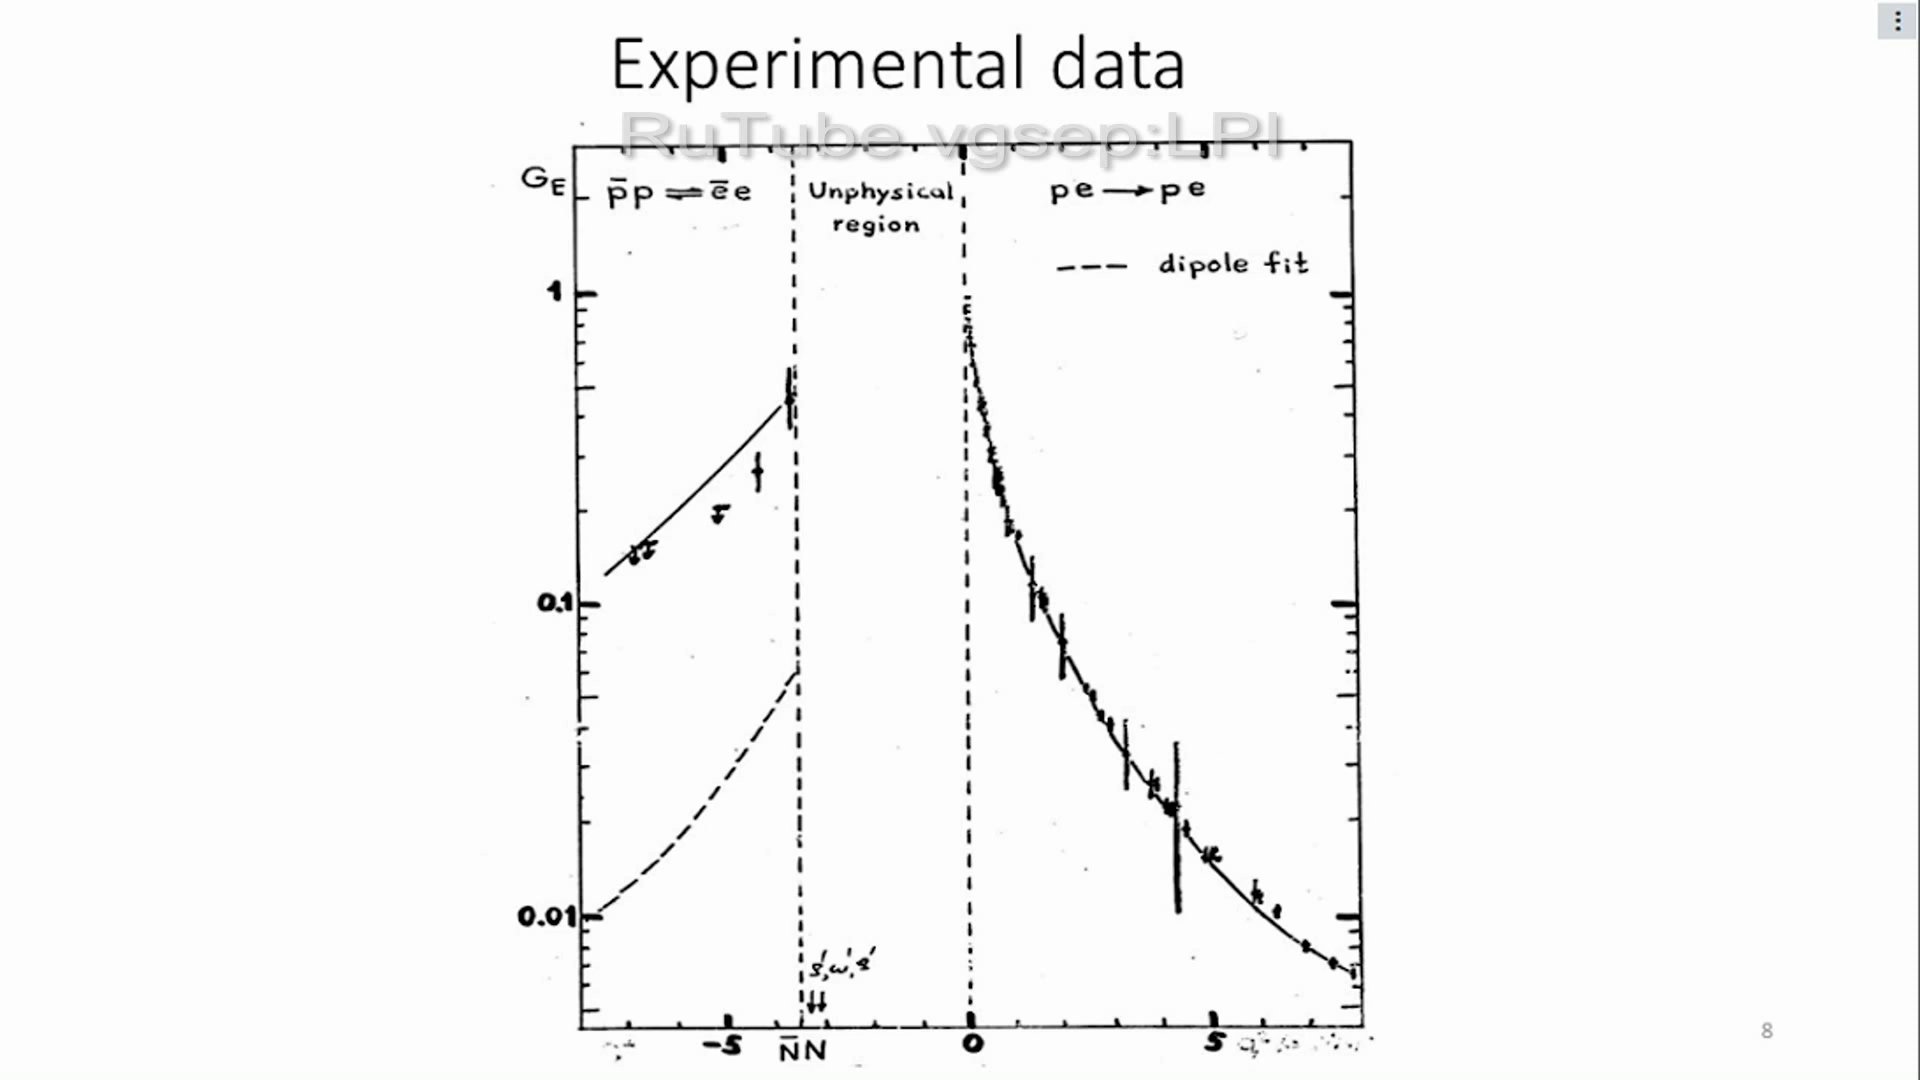 Experimental data
RuTube vgsep:LPI
G_E
p̄p ⇌ ēe
Unphysical
region
pe → pe
--- dipole fit
1
0.1
0.01
-5
N̄N
0
5
8